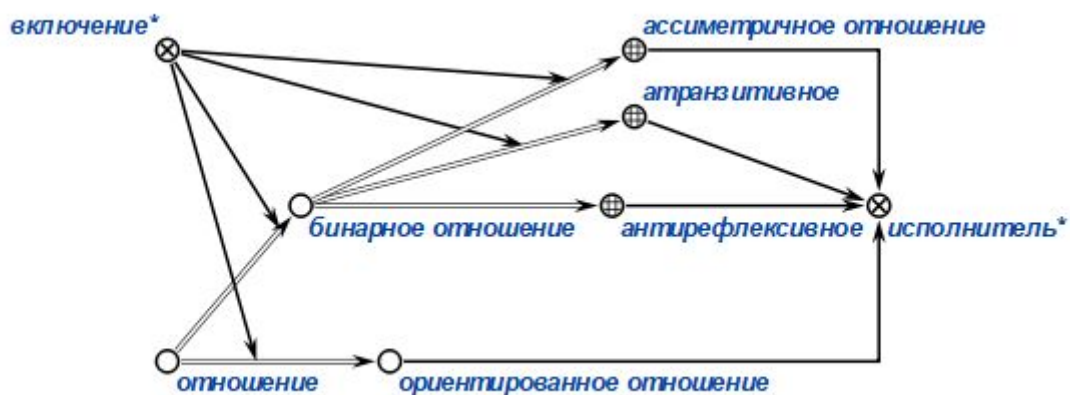 включение*
ассиметричное отношение
атранзитивное
бинарное отношение
антирефлексивное
исполнитель*
отношение
ориентированное отношение